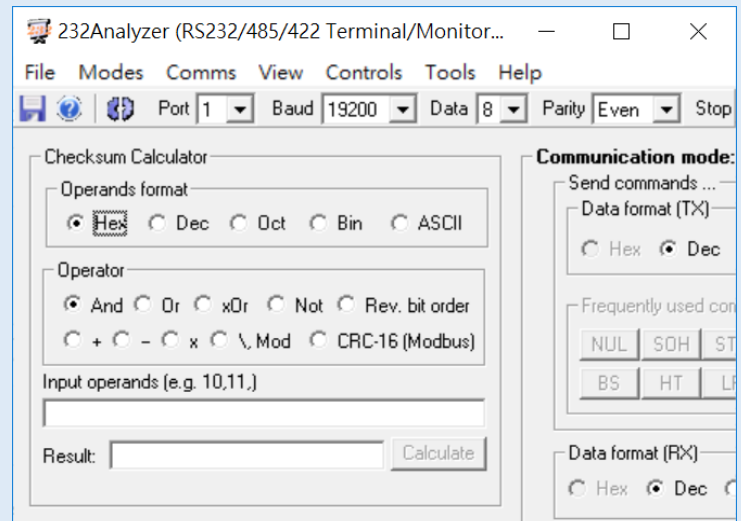 232Analyzer (RS232/485/422 Terminal/Monitor...
File Modes Comms View Controls Tools Help
Port 1 Baud 19200 Data 8 Parity Even Stop
Checksum Calculator
Operands format
Hex Dec Oct Bin ASCII
Operator
And Or xOr Not Rev. bit order
+ - x \, Mod CRC-16 (Modbus)
Input operands (e.g. 10,11,)
Result: Calculate
Communication mode:
Send commands ...
Data format (TX)
Hex Dec
Frequently used con
NUL SOH ST
BS HT LF
Data format (RX)
Hex Dec